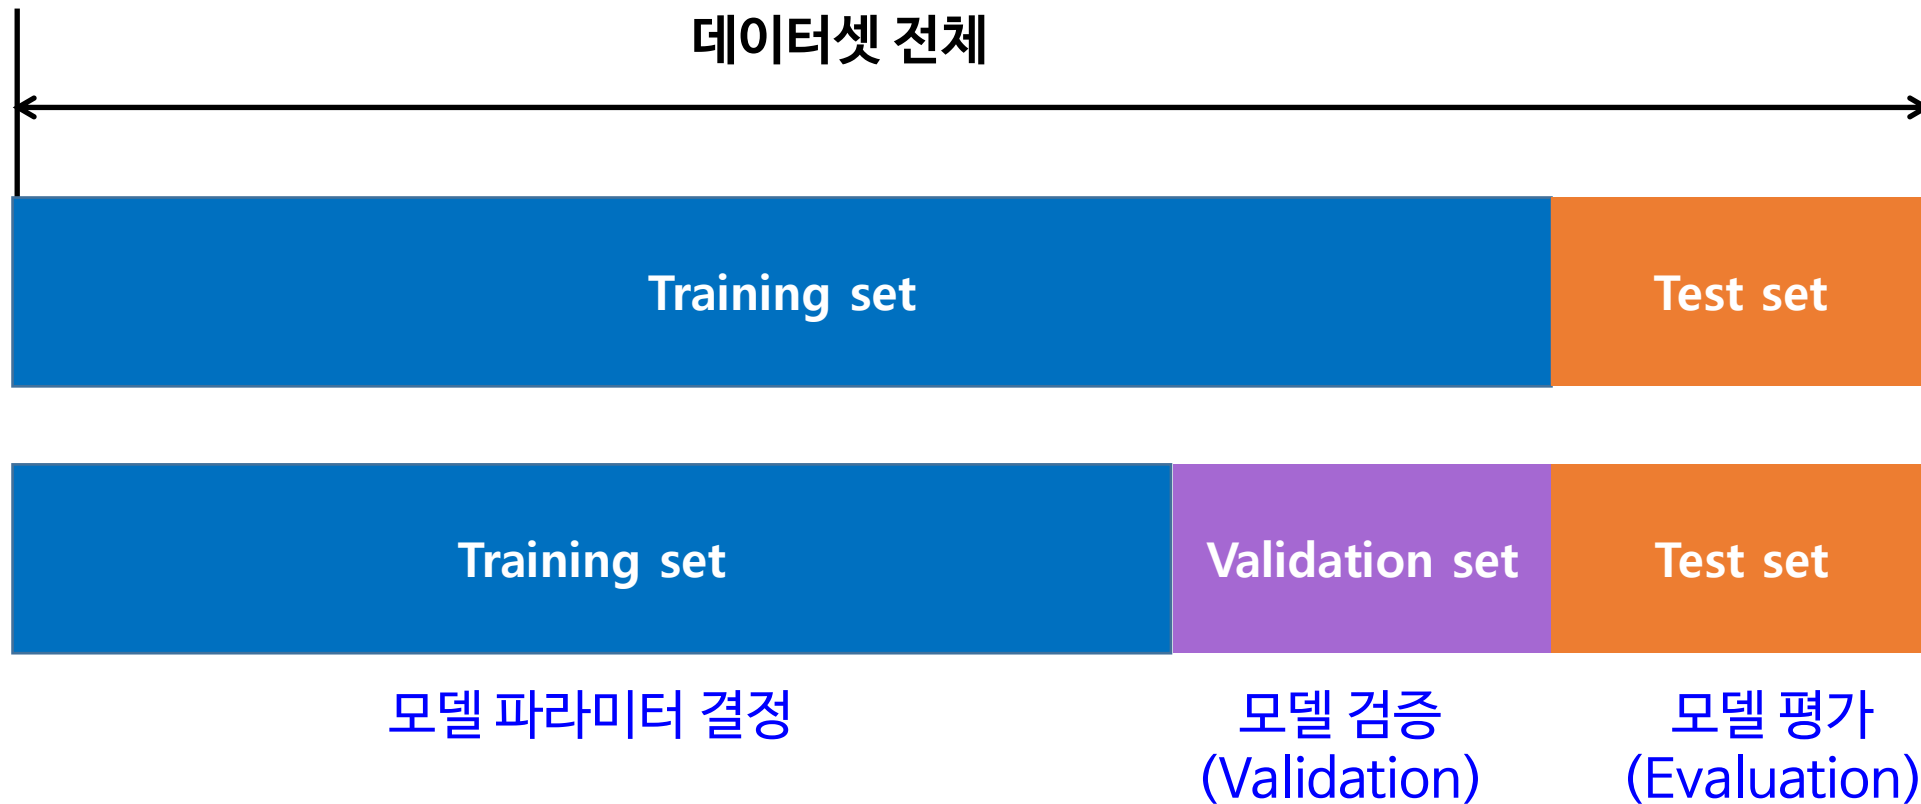 데이터셋 전체
Training set
Test set
Training set
Validation set
Test set
모델 파라미터 결정
모델 검증
(Validation)
모델 평가
(Evaluation)